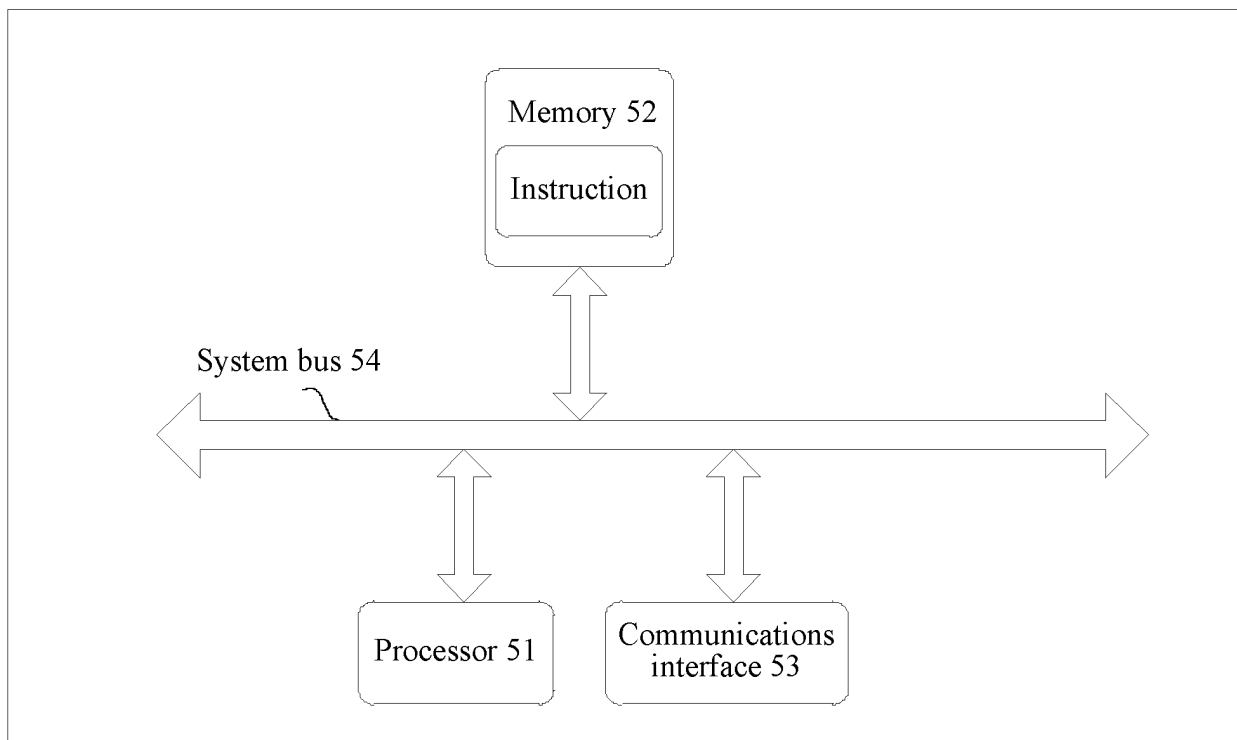 Memory 52
Instruction
System bus 54
Processor 51
Communications
interface 53